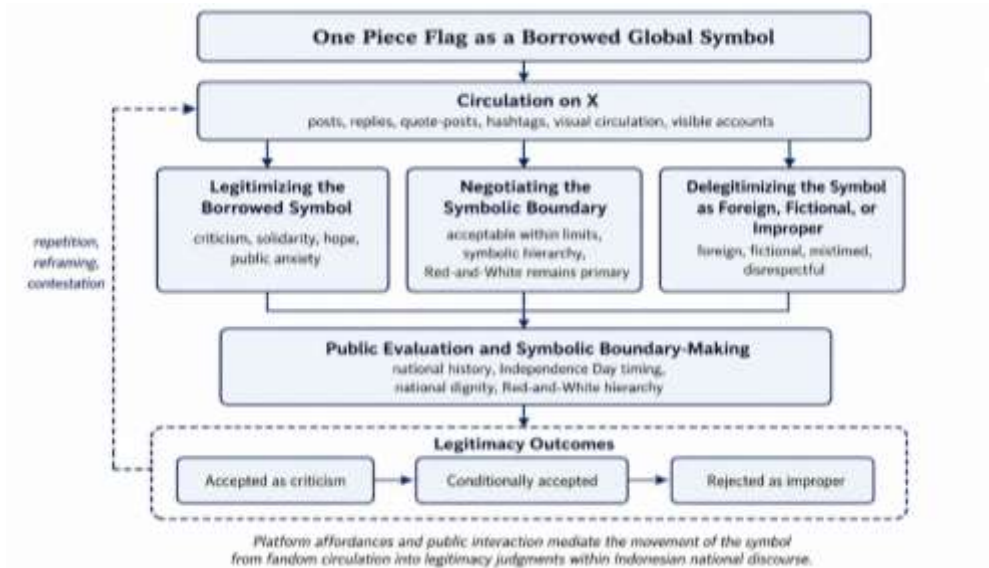 One Piece Flag as a Borrowed Global Symbol
Circulation on X
posts, replies, quote-posts, hashtags, visual circulation, visible accounts
Legitimizing the
Borrowed Symbol
criticism, solidarity, hope,
public anxiety
Negotiating the
Symbolic Boundary
acceptable within limits,
symbolic hierarchy,
Red-and-White remains primary
Delegitimizing the Symbol
as Foreign, Fictional, or
Improper
foreign, fictional, mistimed,
disrespectful
repetition,
reframing,
contestation
Public Evaluation and Symbolic Boundary-Making
national history, Independence Day timing,
national dignity, Red-and-White hierarchy
Legitimacy Outcomes
Accepted as criticism
Conditionally accepted
Rejected as improper
Platform affordances and public interaction mediate the movement of the symbol
from fandom circulation into legitimacy judgments within Indonesian national discourse.